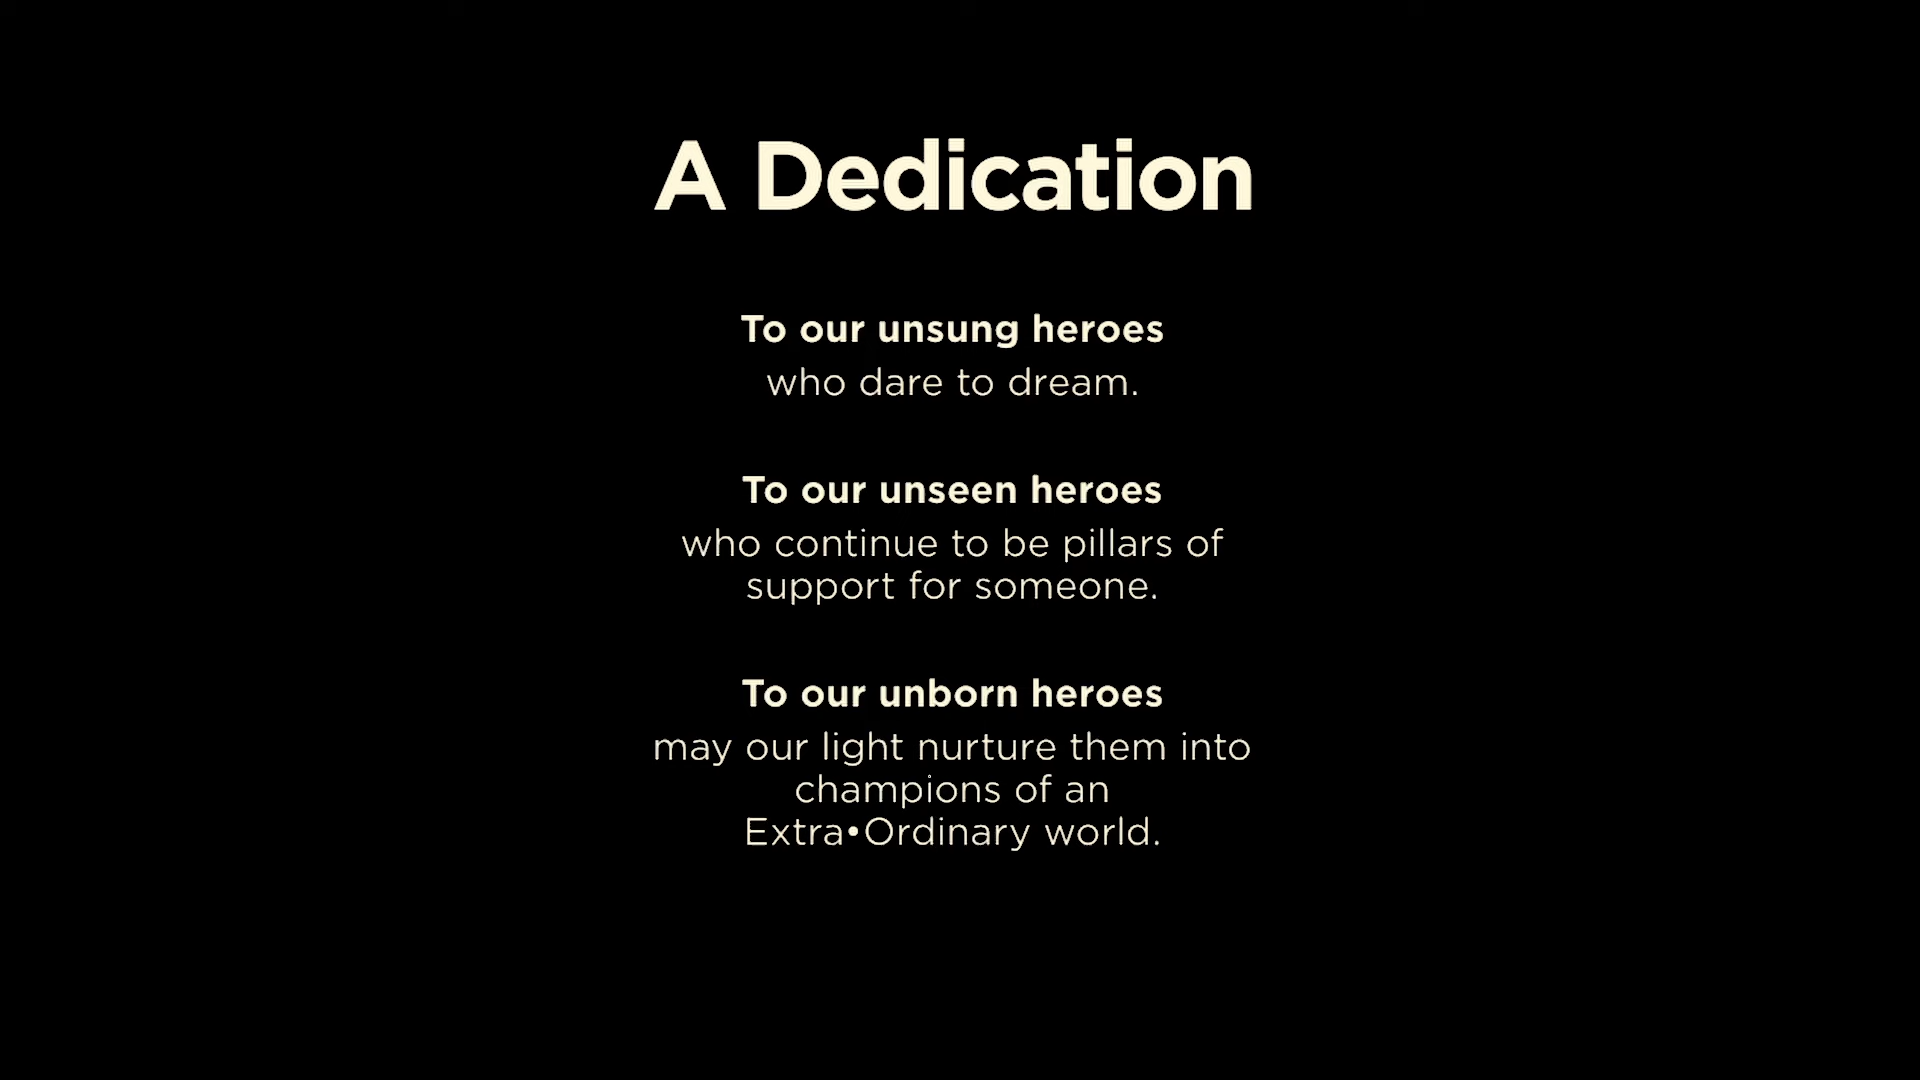 A Dedication
To our unsung heroes
who dare to dream.
To our unseen heroes
who continue to be pillars of
support for someone.
To our unborn heroes
may our light nurture them into
champions of an
Extra•Ordinary world.